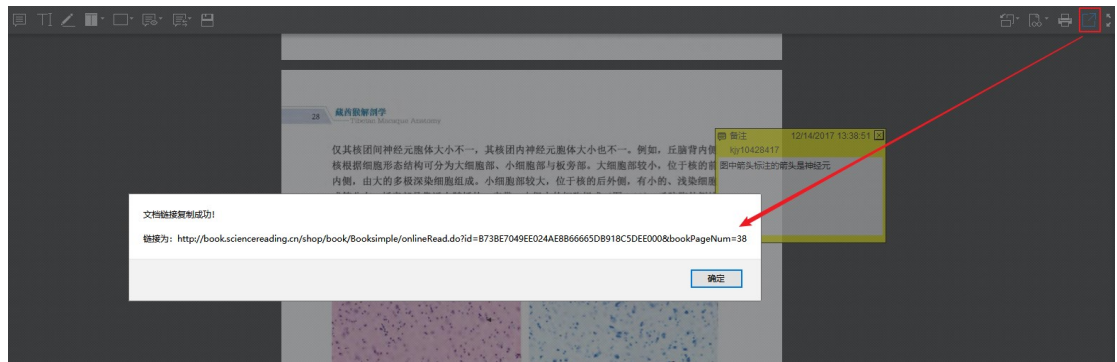 28
藏酋猴解剖学
——Tibetan Macaque Anatomy
仅其核团间神经元胞体大小不一，其核团内神经元胞体大小也不一。例如，丘脑背内侧
核根据细胞形态结构可分为大细胞部、小细胞部与板旁部，大细胞部较小，位于核的前
内侧，由大的多极深染细胞组成。小细胞部较大，位于核的后外侧，有小的、浅染细胞
备注 12/14/2017 13:38:51
kjy10428417
图中箭头标注的箭头是神经元
文档链接复制成功!
链接为：http://book.sciencereading.cn/shop/book/Booksimple/onlineRead.do?id=B73BE7049EE024AE8B66665DB918C5DEE000&bookPageNum=38
确定